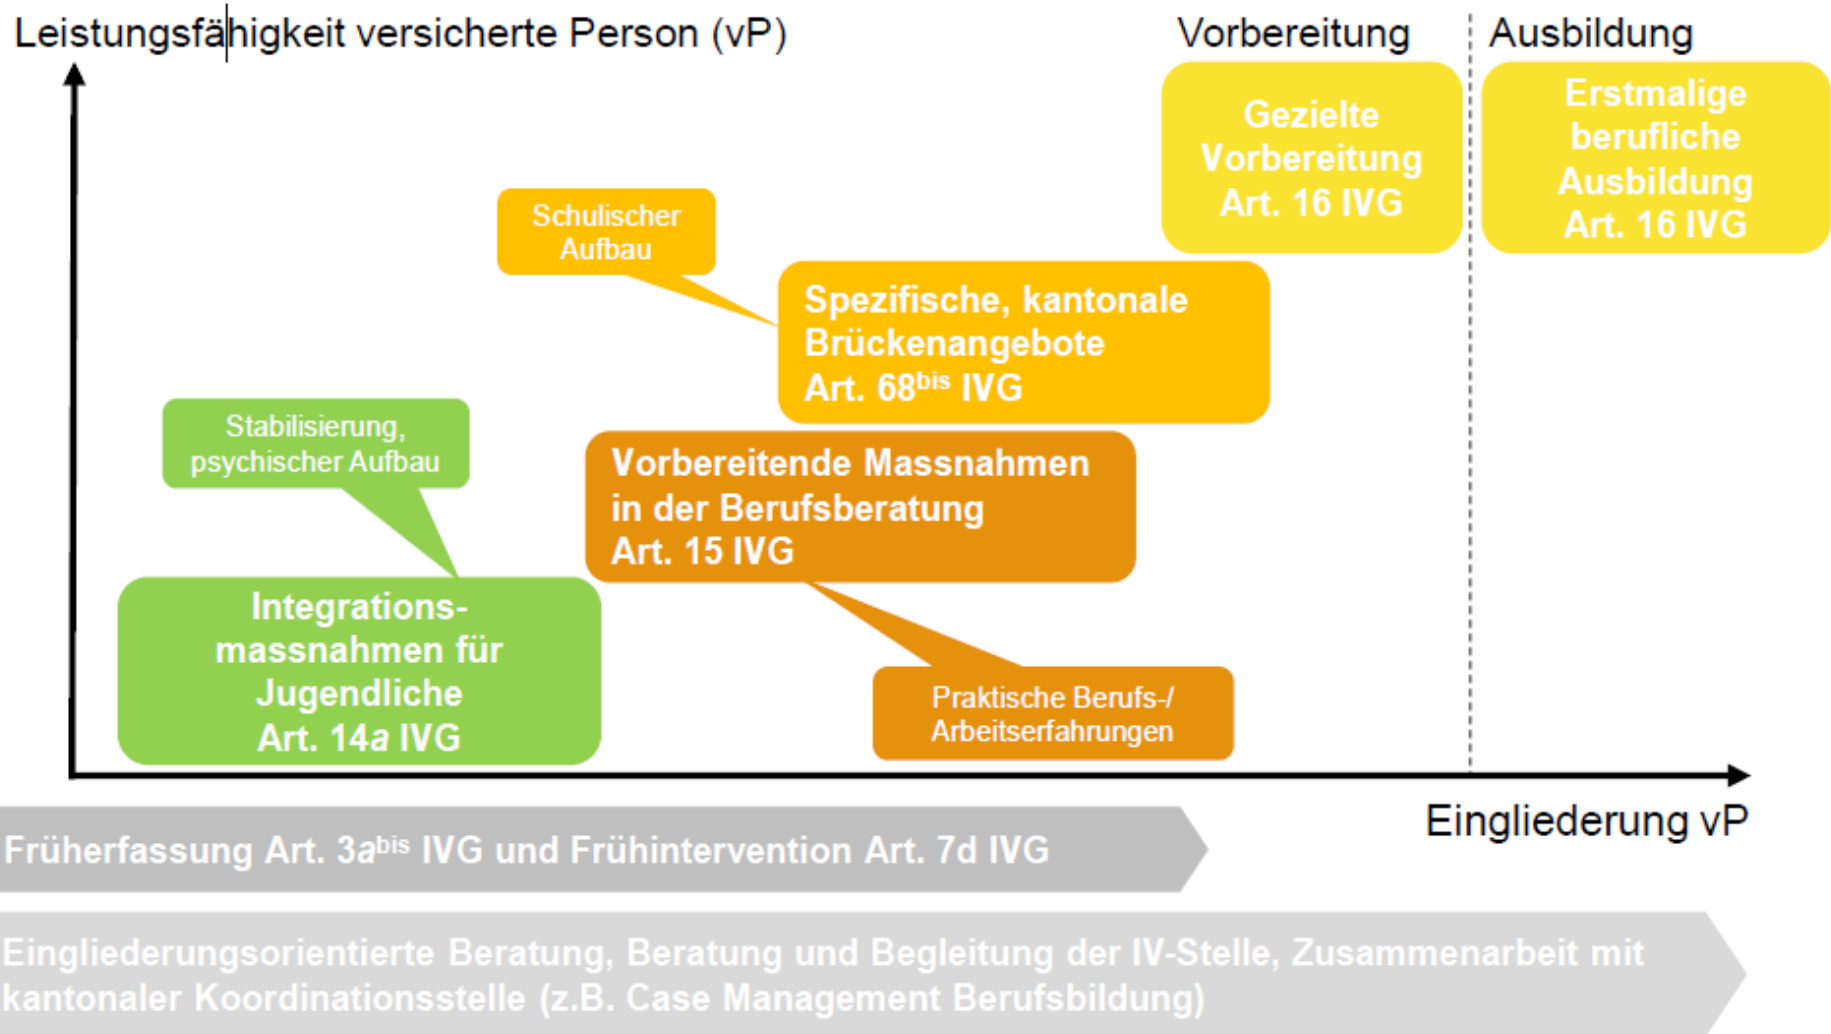 Leistungsfähigkeit versicherte Person (vP)
Vorbereitung
Ausbildung
Gezielte
Vorbereitung
Art. 16 IVG
Erstmalige
berufliche
Ausbildung
Art. 16 IVG
Schulischer
Aufbau
Spezifische, kantonale
Brückenangebote
Art. 68bis IVG
Stabilisierung,
psychischer Aufbau
Vorbereitende Massnahmen
in der Berufsberatung
Art. 15 IVG
Integrations-
massnahmen für
Jugendliche
Art. 14a IVG
Praktische Berufs-/
Arbeitserfahrungen
Eingliederung vP
Früherfassung Art. 3abis IVG und Frühintervention Art. 7d IVG
Eingliederungsorientierte Beratung, Beratung und Begleitung der IV-Stelle, Zusammenarbeit mit
kantonaler Koordinationsstelle (z.B. Case Management Berufsbildung)